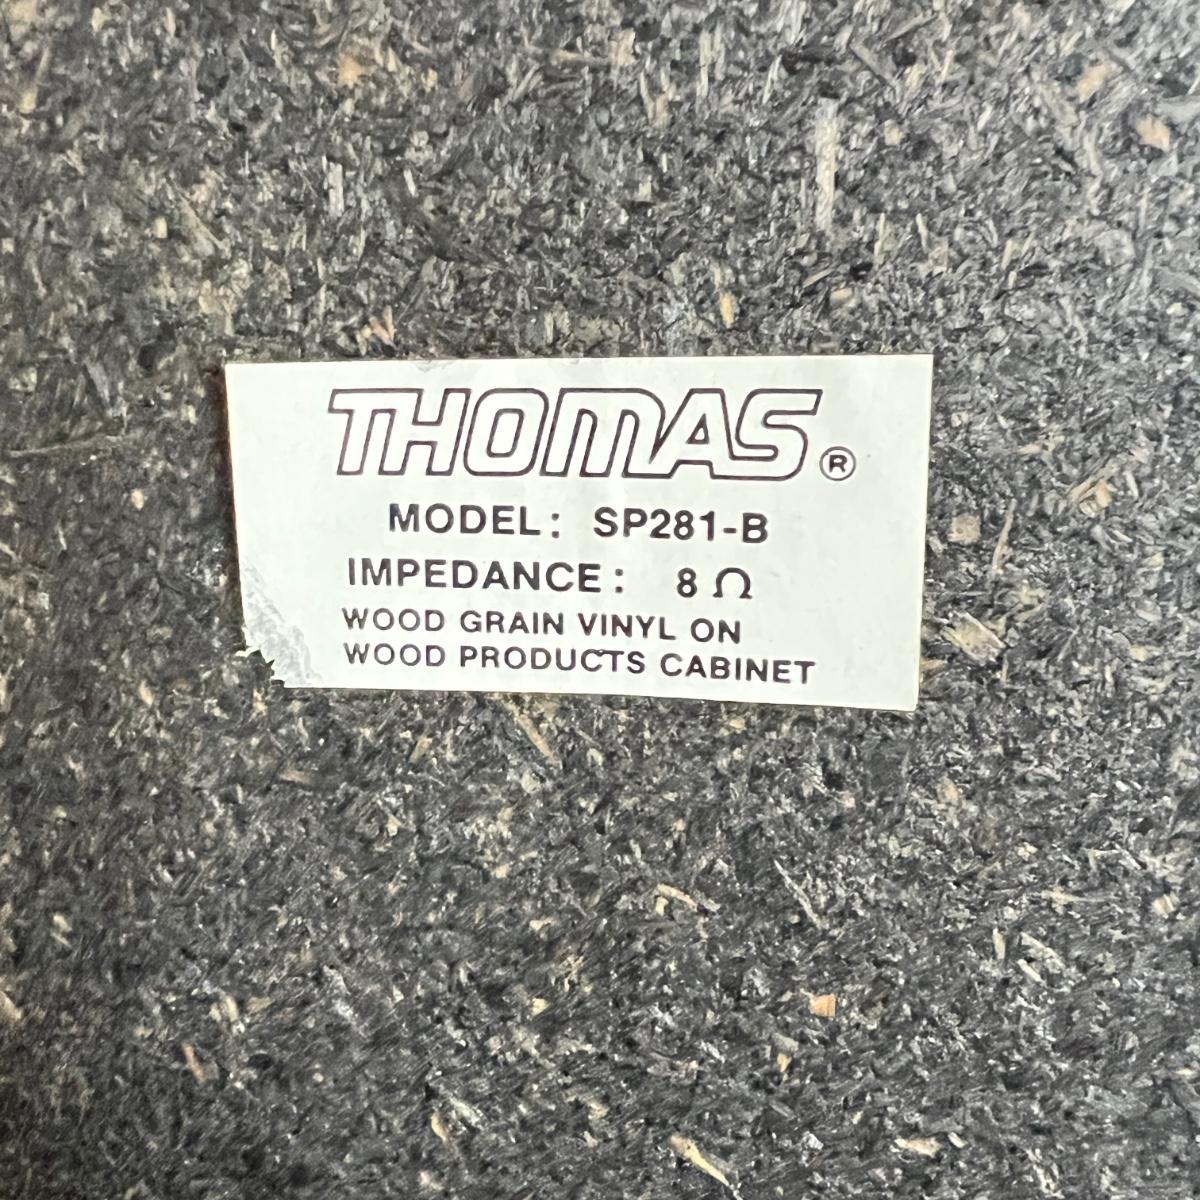 THOMAS®
MODEL: SP281-B
IMPEDANCE: 8 Ω
WOOD GRAIN VINYL ON
WOOD PRODUCTS CABINET